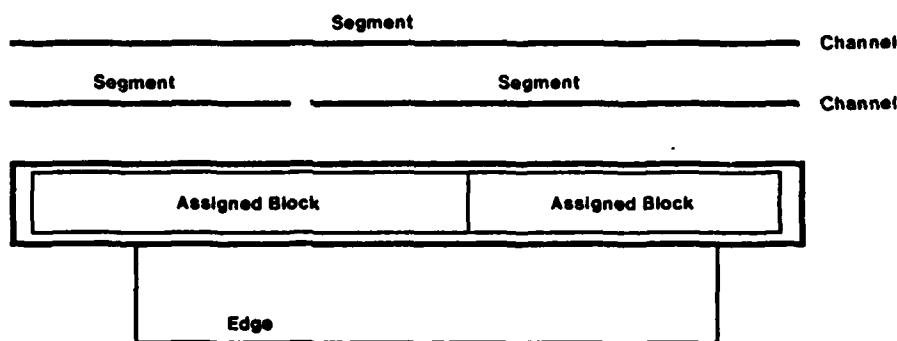 Segment
Channel
Segment Segment
Channel
Assigned Block Assigned Block
Edge